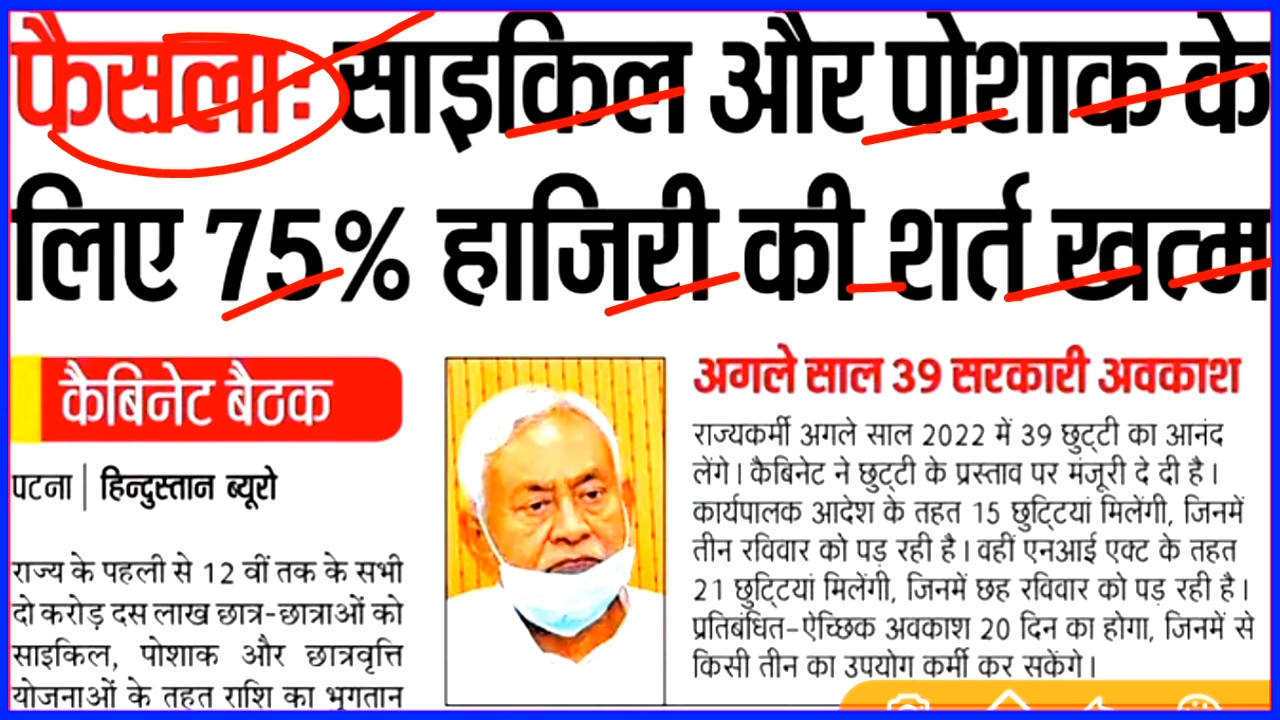 फैसला: साइकिल और पोशाक के
लिए 75% हाजिरी की शर्त खत्म
कैबिनेट बैठक
पटना | हिन्दुस्तान ब्यूरो
राज्य के पहली से 12 वीं तक के सभी
दो करोड़ दस लाख छात्र-छात्राओं को
साइकिल, पोशाक और छात्रवृत्ति
योजनाओं के तहत राशि का भुगतान
अगले साल 39 सरकारी अवकाश
राज्यकर्मी अगले साल 2022 में 39 छुट्टी का आनंद
लेंगे। कैबिनेट ने छुट्टी के प्रस्ताव पर मंजूरी दे दी है।
कार्यपालक आदेश के तहत 15 छुट्टियां मिलेंगी, जिनमें
तीन रविवार को पड़ रही है। वहीं एनआई एक्ट के तहत
21 छुट्टियां मिलेंगी, जिनमें छह रविवार को पड़ रही है।
प्रतिबंधित-ऐच्छिक अवकाश 20 दिन का होगा, जिनमें से
किसी तीन का उपयोग कर्मी कर सकेंगे।